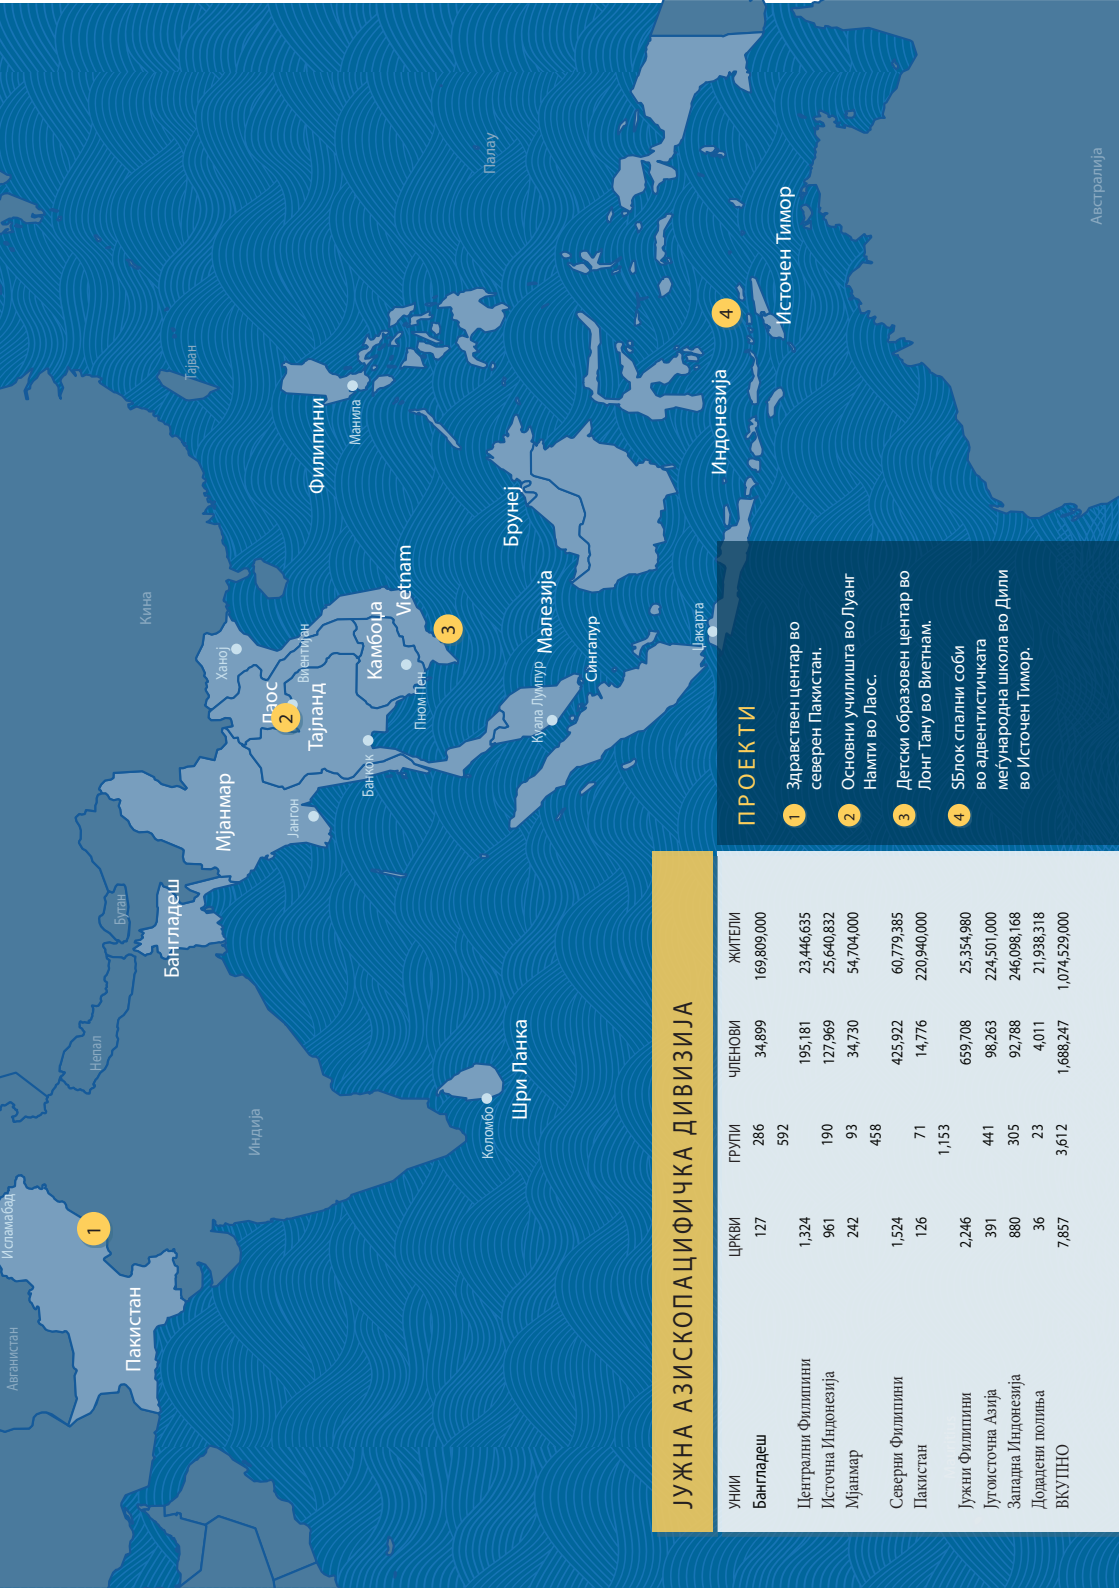 Авганистан
Исламабад
1
Пакистан
Непал
Индија
Бутан
Бангладеш
Коломбо
Шри Ланка
Кина
Мјанмар
Јангон
Ханој
Лаос
2
Виентијан
Тајланд
Банкок
Камбоџа
Vietnam
Пном Пен
3
Тајван
Филипини
Манила
Палау
Брунеј
Малезија
Куала Лумпур
Сингапур
Џакарта
Индонезија
4
Источен Тимор
Австралија
ЈУЖНА АЗИСКОПАЦИФИЧКА ДИВИЗИЈА
УНИИ ЦРКВИ ГРУПИ ЧЛЕНОВИ ЖИТЕЛИ
Бангладеш 127 286 34,899 169,809,000
592
Централни Филипини 1,324 195,181 23,446,635
Источна Индонезија 961 190 127,969 25,640,832
Мјанмар 242 93 34,730 54,704,000
458
Северни Филипини 1,524 425,922 60,779,385
Пакистан 126 71 14,776 220,940,000
1,153
Јужни Филипини 2,246 659,708 25,354,980
Југоисточна Азија 391 441 98,263 224,501,000
Западна Индонезија 880 305 92,788 246,098,168
Додадени полиња 36 23 4,011 21,938,318
ВКУПНО 7,857 3,612 1,688,247 1,074,529,000
ПРОЕКТИ
1 Здравствен центар во
северен Пакистан.
2 Основни училишта во Луанг
Намти во Лаос.
3 Детски образовен центар во
Лонг Тану во Виетнам.
4 SБлок спални соби
во адвентистичката
меѓународна школа во Дили
во Источен Тимор.